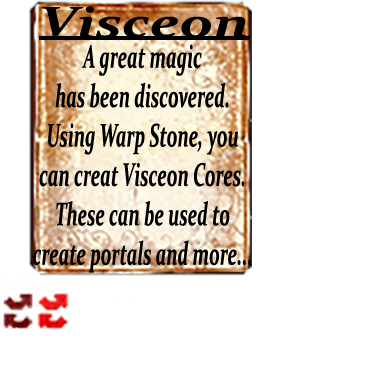 Visceon
A great magic
has been discovered.
Using Warp Stone, you
can creat Visceon Cores.
These can be used to
create portals and more...